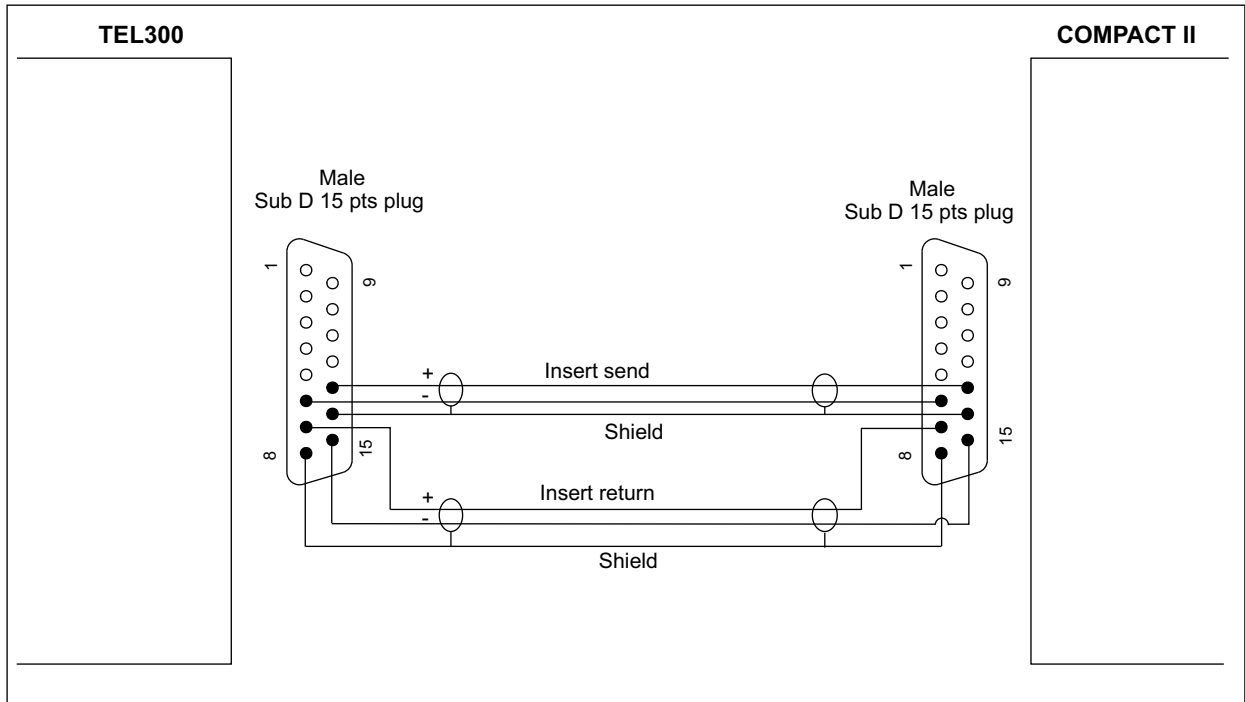 TEL300
COMPACT II
Male
Sub D 15 pts plug
Male
Sub D 15 pts plug
1
9
1
9
+
Insert send
-
Shield
8
15
8
15
+
Insert return
-
Shield